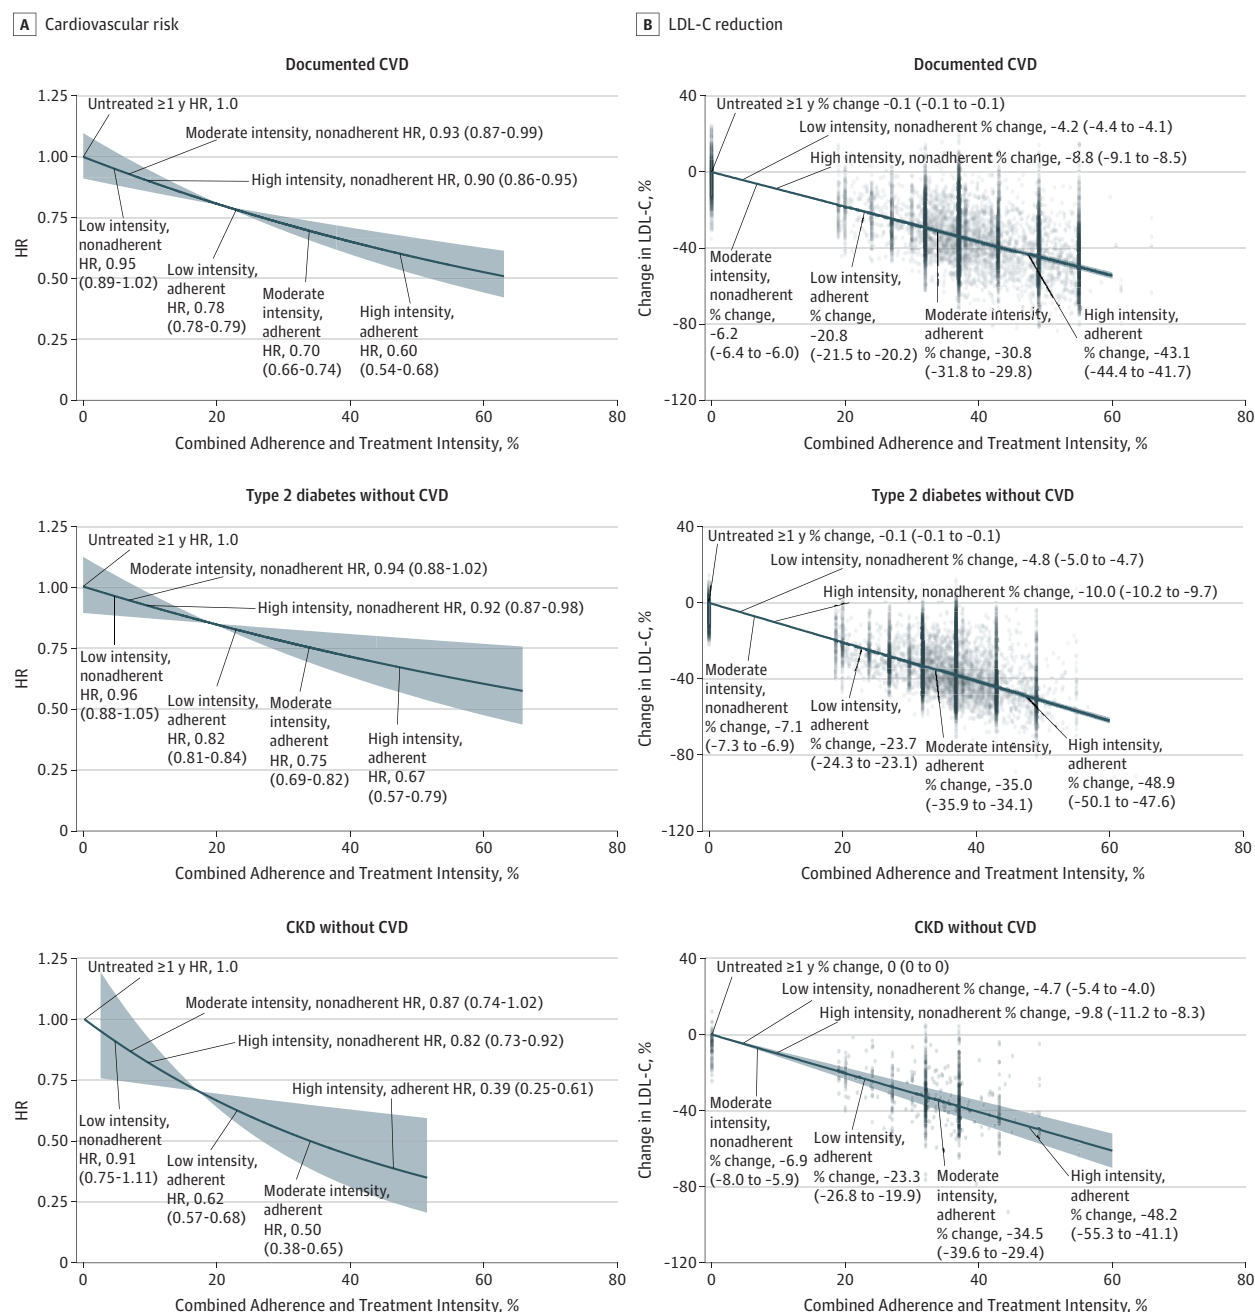 A Cardiovascular risk
Documented CVD
1.25
1.00
0.75
0.50
0.25
0
HR
Untreated ≥1 y HR, 1.0
Moderate intensity, nonadherent HR, 0.93 (0.87-0.99)
High intensity, nonadherent HR, 0.90 (0.86-0.95)
Low intensity,
nonadherent
HR, 0.95
(0.89-1.02)
Low intensity,
adherent
HR, 0.78
(0.78-0.79)
Moderate
intensity,
adherent
HR, 0.70
(0.66-0.74)
High intensity,
adherent
HR, 0.60
(0.54-0.68)
0 20 40 60 80
Combined Adherence and Treatment Intensity, %
Type 2 diabetes without CVD
1.25
1.00
0.75
0.50
0.25
0
HR
Untreated ≥1 y HR, 1.0
Moderate intensity, nonadherent HR, 0.94 (0.88-1.02)
High intensity, nonadherent HR, 0.92 (0.87-0.98)
Low intensity,
nonadherent
HR, 0.96
(0.88-1.05)
Low intensity,
adherent
HR, 0.82
(0.81-0.84)
Moderate
intensity,
adherent
HR, 0.75
(0.69-0.82)
High intensity,
adherent
HR, 0.67
(0.57-0.79)
0 20 40 60 80
Combined Adherence and Treatment Intensity, %
CKD without CVD
1.25
1.00
0.75
0.50
0.25
0
HR
Untreated ≥1 y HR, 1.0
Moderate intensity, nonadherent HR, 0.87 (0.74-1.02)
High intensity, nonadherent HR, 0.82 (0.73-0.92)
High intensity, adherent HR, 0.39 (0.25-0.61)
Low intensity,
nonadherent
HR, 0.91
(0.75-1.11)
Low intensity,
adherent
HR, 0.62
(0.57-0.68)
Moderate intensity,
adherent
HR, 0.50
(0.38-0.65)
0 20 40 60 80
Combined Adherence and Treatment Intensity, %
B LDL-C reduction
Documented CVD
40
0
-40
-80
-120
Change in LDL-C, %
Untreated ≥1 y % change -0.1 (-0.1 to -0.1)
Low intensity, nonadherent % change, -4.2 (-4.4 to -4.1)
High intensity, nonadherent % change, -8.8 (-9.1 to -8.5)
Moderate
intensity,
nonadherent
% change,
-6.2
(-6.4 to -6.0)
Low intensity,
adherent
% change,
-20.8
(-21.5 to -20.2)
Moderate intensity,
adherent
% change, -30.8
(-31.8 to -29.8)
High intensity,
adherent
% change, -43.1
(-44.4 to -41.7)
0 20 40 60 80
Combined Adherence and Treatment Intensity, %
Type 2 diabetes without CVD
40
0
-40
-80
-120
Change in LDL-C, %
Untreated ≥1 y % change, -0.1 (-0.1 to -0.1)
Low intensity, nonadherent % change, -4.8 (-5.0 to -4.7)
High intensity, nonadherent % change, -10.0 (-10.2 to -9.7)
Moderate
intensity,
nonadherent
% change, -7.1
(-7.3 to -6.9)
Low intensity,
adherent
% change, -23.7
(-24.3 to -23.1)
Moderate intensity,
adherent
% change, -35.0
(-35.9 to -34.1)
High intensity,
adherent
% change, -48.9
(-50.1 to -47.6)
0 20 40 60 80
Combined Adherence and Treatment Intensity, %
CKD without CVD
40
0
-40
-80
-120
Change in LDL-C, %
Untreated ≥1 y % change, 0 (0 to 0)
Low intensity, nonadherent % change, -4.7 (-5.4 to -4.0)
High intensity, nonadherent % change, -9.8 (-11.2 to -8.3)
Moderate
intensity,
nonadherent
% change, -6.9
(-8.0 to -5.9)
Low intensity,
adherent
% change, -23.3
(-26.8 to -19.9)
Moderate
intensity,
adherent
% change, -34.5
(-39.6 to -29.4)
High intensity,
adherent
% change, -48.2
(-55.3 to -41.1)
0 20 40 60 80
Combined Adherence and Treatment Intensity, %